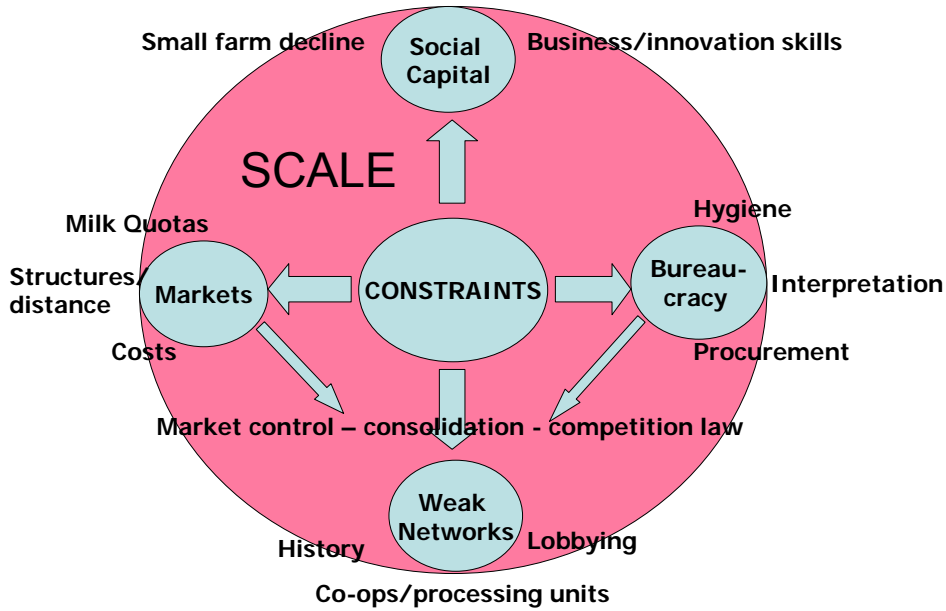 Small farm decline
Social
Capital
Business/innovation skills
SCALE
Milk Quotas
Hygiene
Structures/
distance
Markets
CONSTRAINTS
Bureau-
cracy
Interpretation
Costs
Procurement
Market control – consolidation - competition law
Weak
Networks
History
Lobbying
Co-ops/processing units